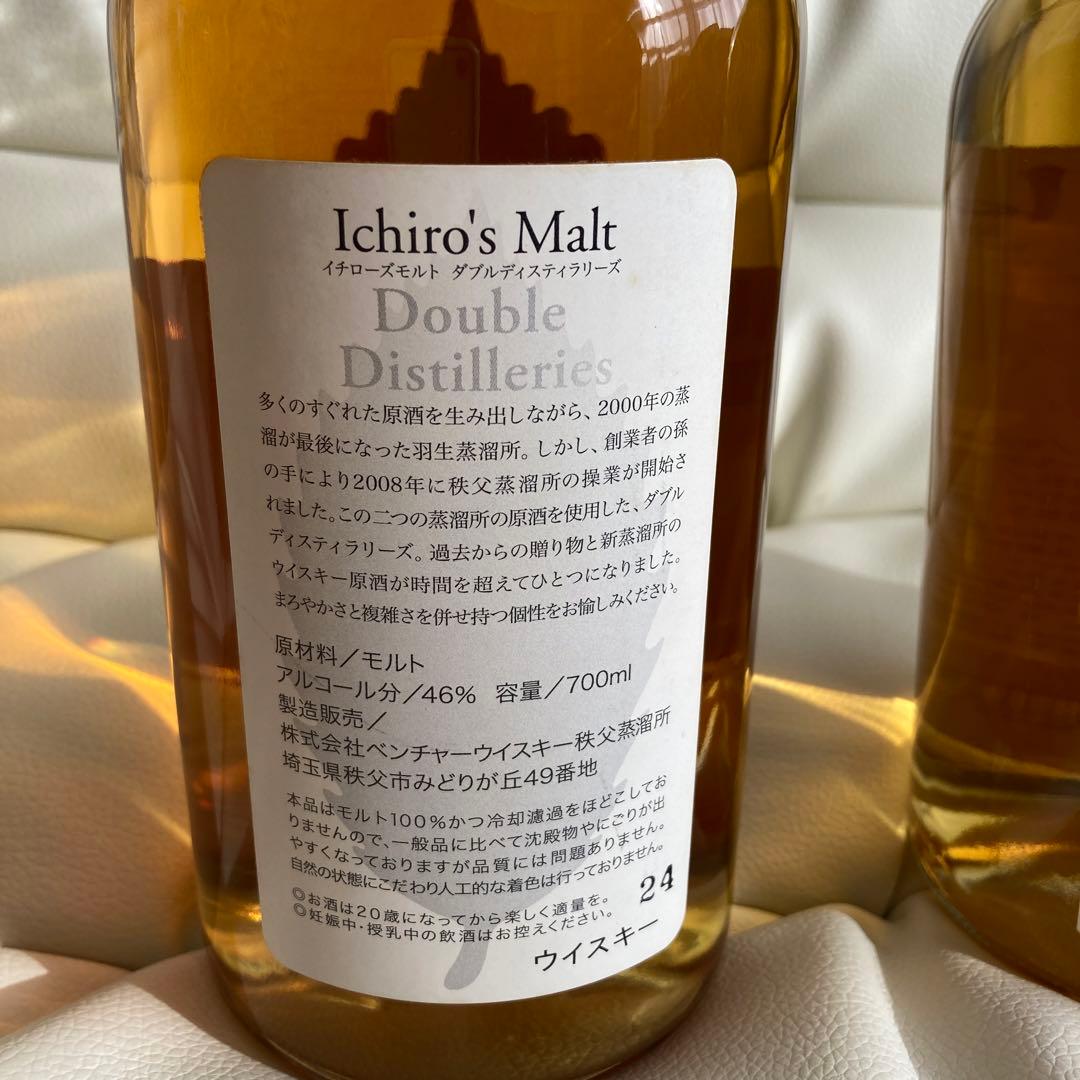 Ichiro's Malt
イチローズモルト ダブルディスティラリーズ
Double
Distilleries
多くのすぐれた原酒を生み出しながら、2000年の蒸
溜が最後になった羽生蒸溜所。しかし、創業者の孫
の手により2008年に秩父蒸溜所の操業が開始さ
れました。この二つの蒸溜所の原酒を使用した、ダブル
ディスティラリーズ。過去からの贈り物と新蒸溜所の
ウイスキー原酒が時間を超えてひとつになりました。
まろやかさと複雑さを併せ持つ個性をお愉しみください。
原材料／モルト
アルコール分／46% 容量／700ml
製造販売／
株式会社ベンチャーウイスキー秩父蒸溜所
埼玉県秩父市みどりが丘49番地
本品はモルト100％かつ冷却濾過をほどこしてお
りませんので、一般品に比べて沈殿物やにごりが出
やすくなっておりますが品質には問題ありません。
自然の状態にこだわり人工的な着色は行っておりません。
◎お酒は20歳になってから楽しく適量を。
◎妊娠中・授乳中の飲酒はお控えください。
24
ウイスキー